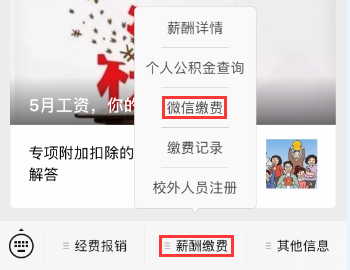 薪酬详情
个人公积金查询
5月工资，你的
微信缴费
缴费记录
专项附加扣除的
解答
校外人员注册
经费报销
薪酬缴费
其他信息